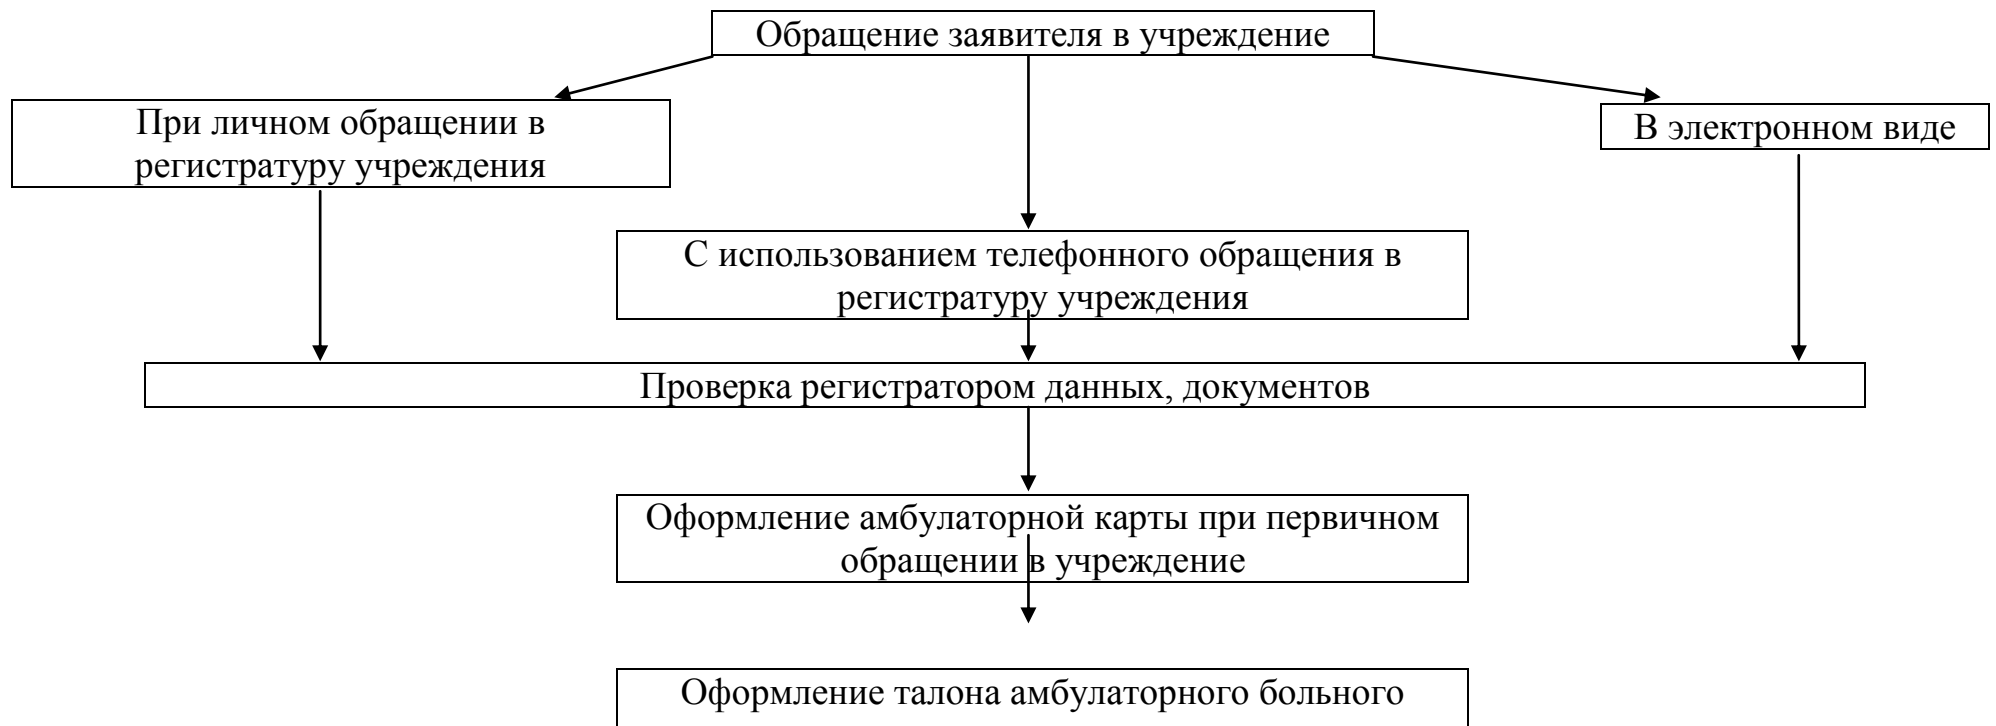 Обращение заявителя в учреждение
При личном обращении в
регистратуру учреждения
В электронном виде
С использованием телефонного обращения в
регистратуру учреждения
Проверка регистратором данных, документов
Оформление амбулаторной карты при первичном
обращении в учреждение
Оформление талона амбулаторного больного